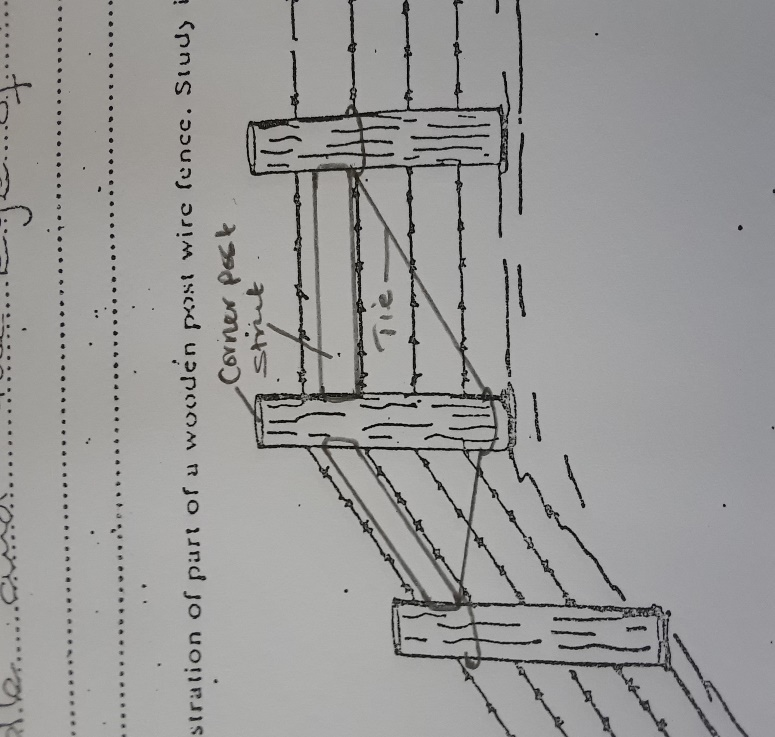 stration of part of a wooden post wire fence. Study i
Corner post
Strut
Tie